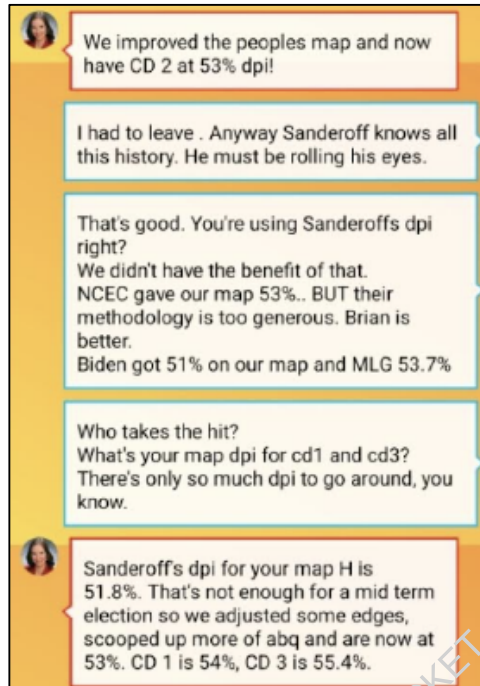 We improved the peoples map and now
have CD 2 at 53% dpi!
I had to leave . Anyway Sanderoff knows all
this history. He must be rolling his eyes.
That's good. You're using Sanderoffs dpi
right?
We didn't have the benefit of that.
NCEC gave our map 53%.. BUT their
methodology is too generous. Brian is
better.
Biden got 51% on our map and MLG 53.7%
Who takes the hit?
What's your map dpi for cd1 and cd3?
There's only so much dpi to go around, you
know.
Sanderoff's dpi for your map H is
51.8%. That's not enough for a mid term
election so we adjusted some edges,
scooped up more of abq and are now at
53%. CD 1 is 54%, CD 3 is 55.4%.
KET